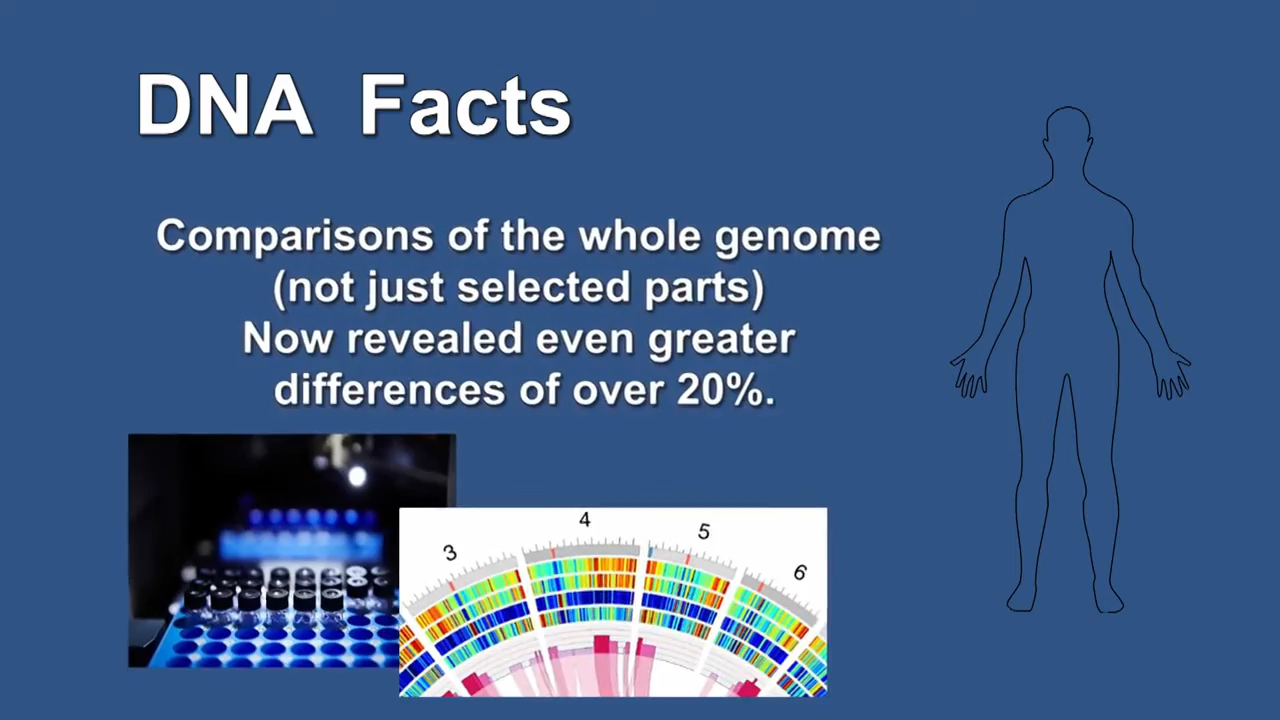 DNA Facts
Comparisons of the whole genome
(not just selected parts)
Now revealed even greater
differences of over 20%.
3
4
5
6